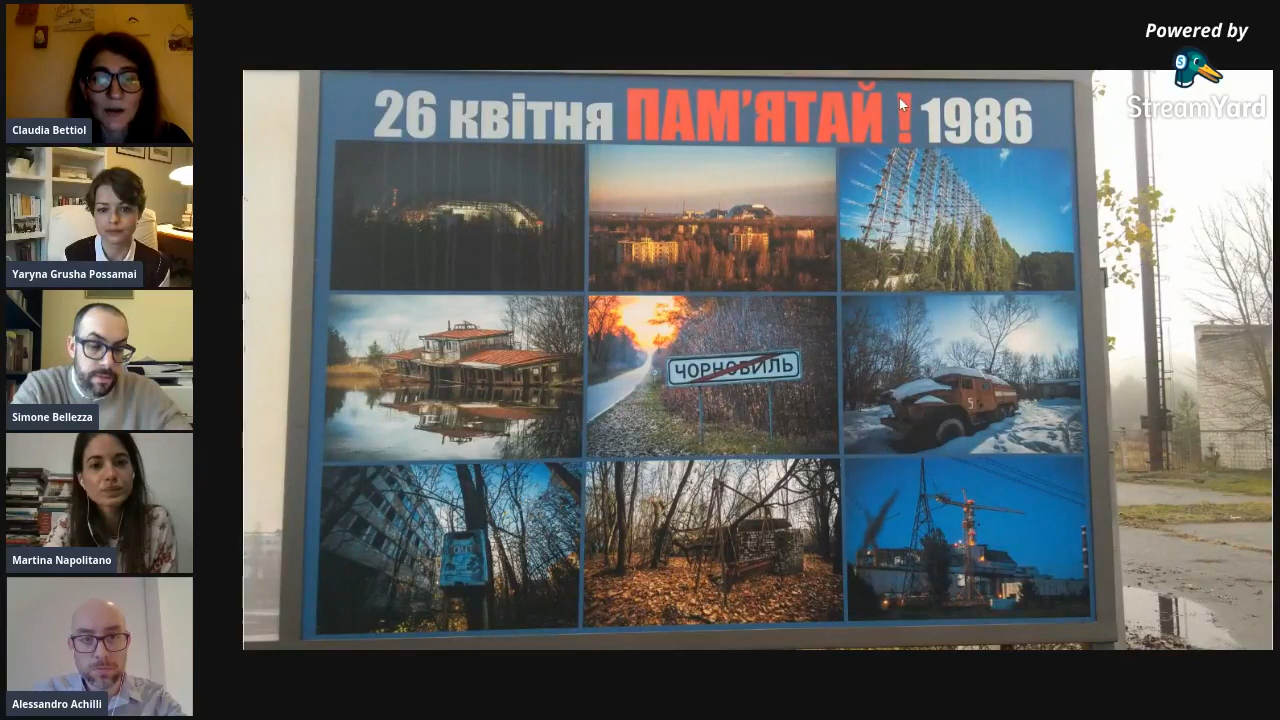 Powered by
StreamYard
26 квітня ПАМ'ЯТАЙ ! 1986
ЧОРНОБИЛЬ
5
Claudia Bettiol
Yaryna Grusha Possamai
Simone Bellezza
Martina Napolitano
Alessandro Achilli